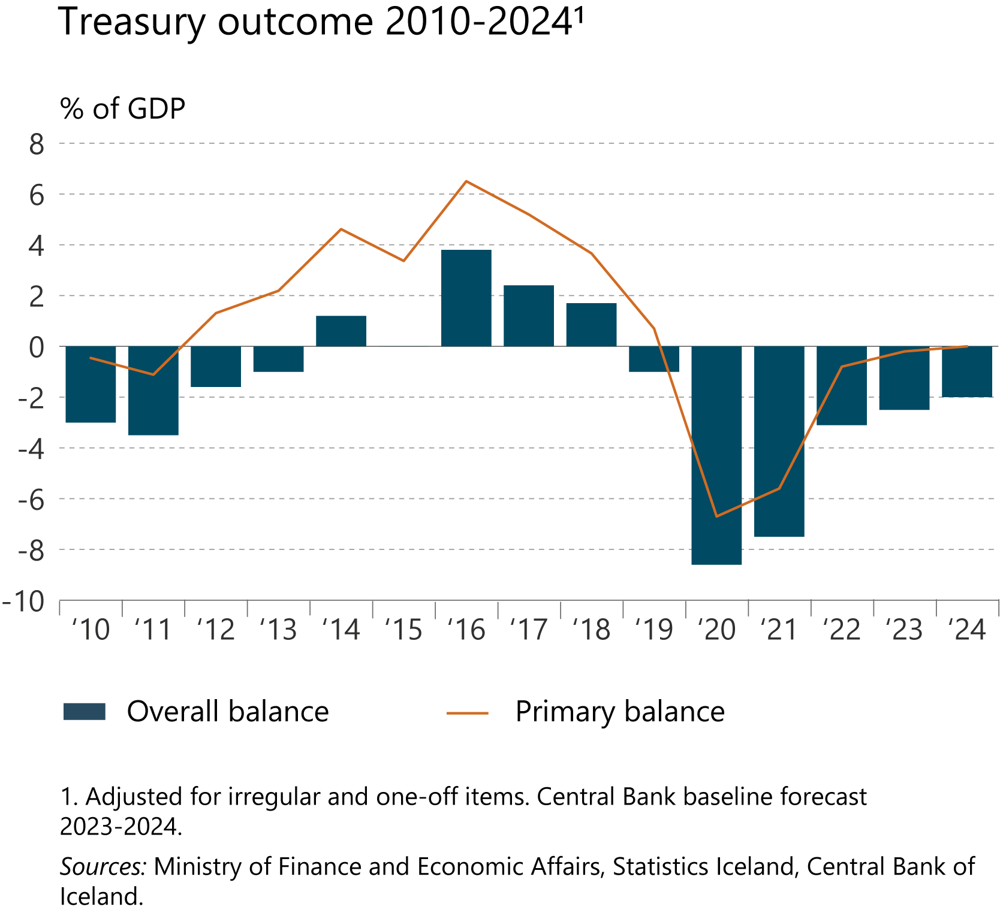 Treasury outcome 2010-2024¹
% of GDP
8
6
4
2
0
-2
-4
-6
-8
-10
‘10 ‘11 ‘12 ‘13 ‘14 ‘15 ‘16 ‘17 ‘18 ‘19 ‘20 ‘21 ‘22 ‘23 ‘24
Overall balance Primary balance
1. Adjusted for irregular and one-off items. Central Bank baseline forecast
2023-2024.
Sources: Ministry of Finance and Economic Affairs, Statistics Iceland, Central Bank of
Iceland.